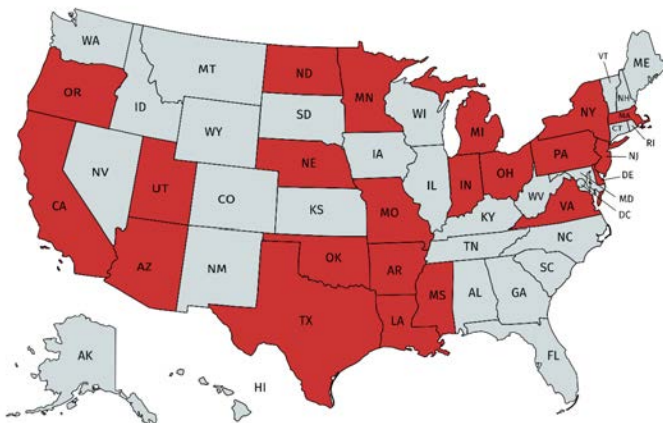 WA
MT
ND
MN
ME
VT
NH
OR
ID
SD
WI
MI
NY
MA
WY
CT
RI
NE
IA
PA
NJ
NV
UT
CO
IL
IN
OH
DE
CA
KS
MO
WV
VA
MD
DC
KY
AZ
NM
OK
AR
TN
NC
SC
TX
LA
MS
AL
GA
AK
HI
FL